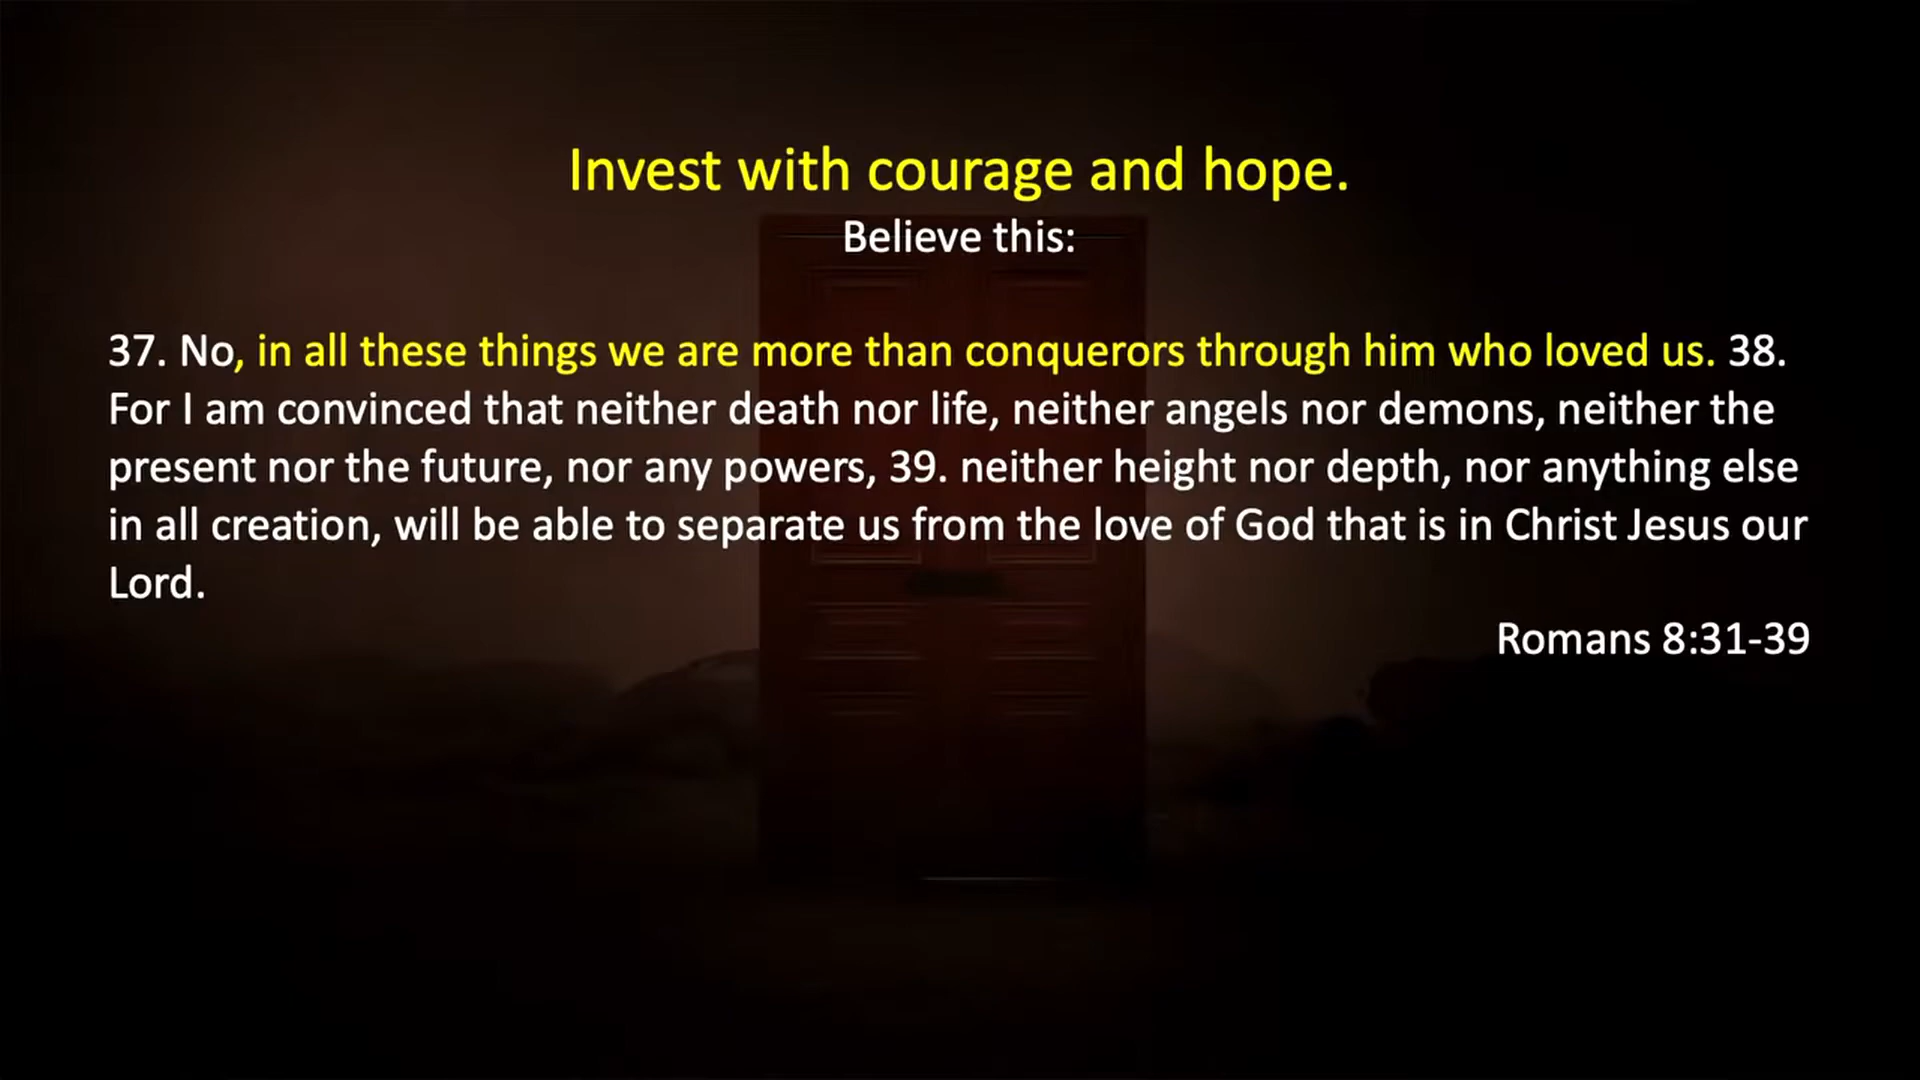 Invest with courage and hope.
Believe this:
37. No, in all these things we are more than conquerors through him who loved us. 38.
For I am convinced that neither death nor life, neither angels nor demons, neither the
present nor the future, nor any powers, 39. neither height nor depth, nor anything else
in all creation, will be able to separate us from the love of God that is in Christ Jesus our
Lord.
Romans 8:31-39